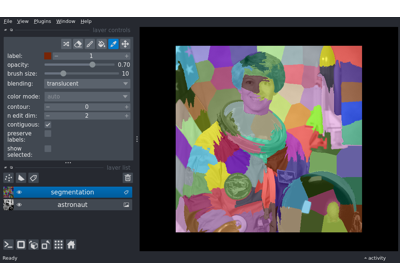 File View Plugins Window Help
layer controls
label: 1
opacity: 0.70
brush size: 10
blending: translucent
color mode: auto
contour: 0
n edit dim: 2
contiguous:
preserve
labels:
show
selected:
layer list
segmentation
astronaut
Ready
activity